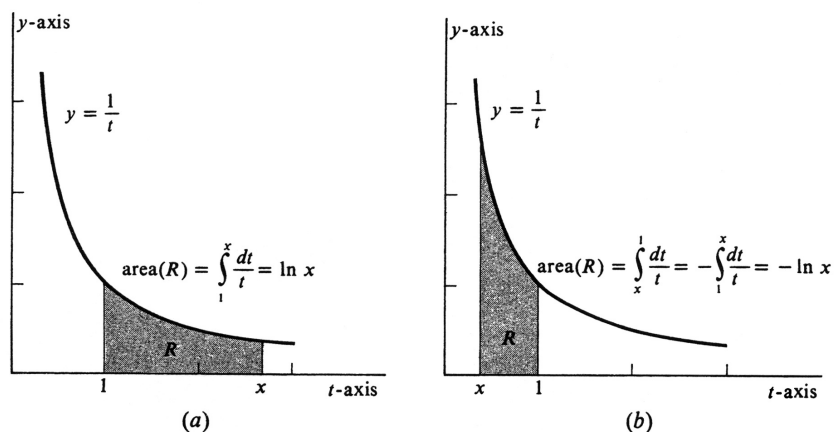 y-axis
y = 1/t
area(R) = ∫₁ˣ dt/t = ln x
R
1
x
t-axis
(a)
y-axis
y = 1/t
area(R) = ∫ₓ¹ dt/t = −∫₁ˣ dt/t = −ln x
R
x
1
t-axis
(b)